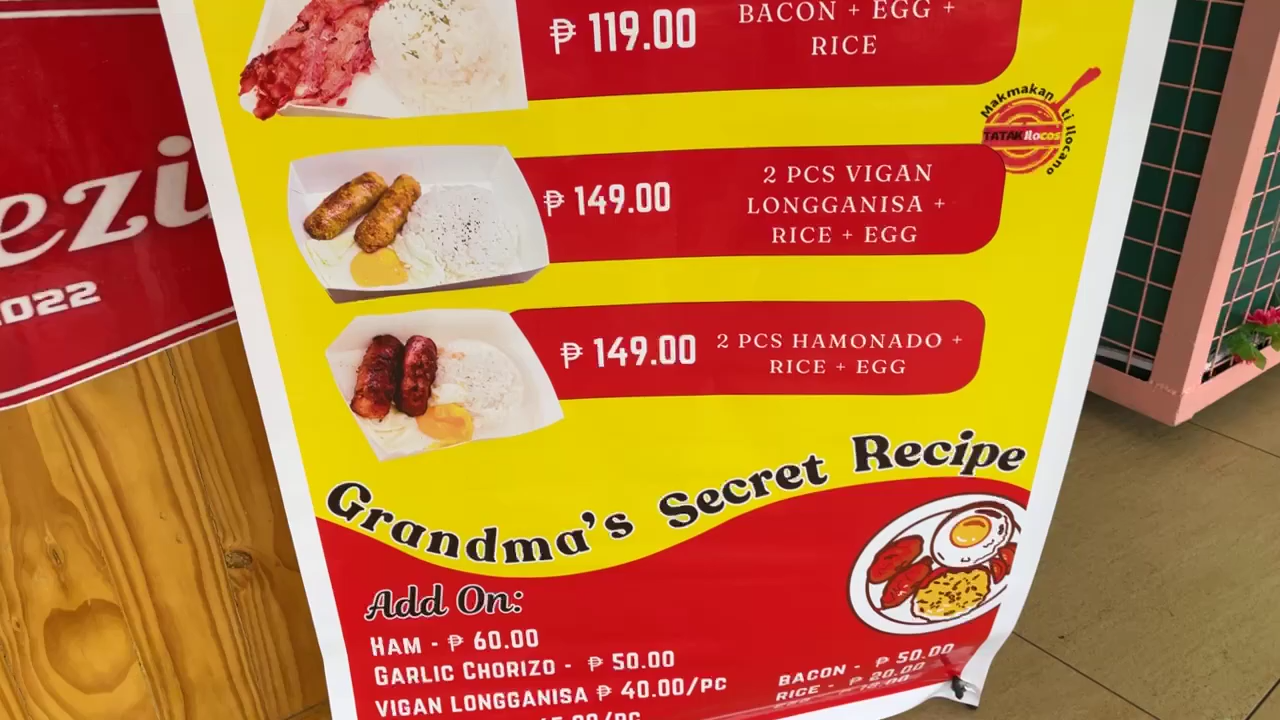 ₱ 119.00
BACON + EGG +
RICE
Makmakan ti Ilocano
TATAK Ilocos
₱ 149.00
2 PCS VIGAN
LONGGANISA +
RICE + EGG
₱ 149.00
2 PCS HAMONADO +
RICE + EGG
ezi
2022
Grandma's Secret Recipe
Add On:
HAM - ₱ 60.00
GARLIC CHORIZO - ₱ 50.00
VIGAN LONGGANISA ₱ 40.00/PC
BACON - ₱ 50.00
RICE - ₱ 20.00